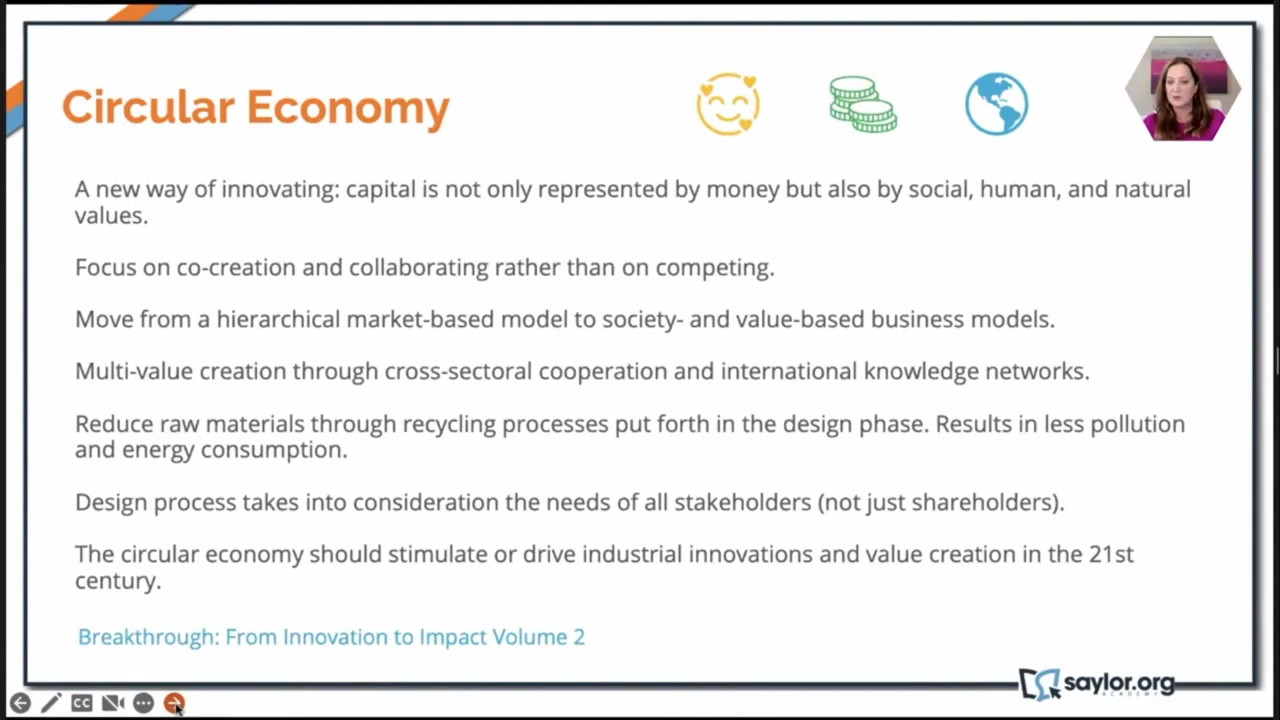 Circular Economy
A new way of innovating: capital is not only represented by money but also by social, human, and natural
values.
Focus on co-creation and collaborating rather than on competing.
Move from a hierarchical market-based model to society- and value-based business models.
Multi-value creation through cross-sectoral cooperation and international knowledge networks.
Reduce raw materials through recycling processes put forth in the design phase. Results in less pollution
and energy consumption.
Design process takes into consideration the needs of all stakeholders (not just shareholders).
The circular economy should stimulate or drive industrial innovations and value creation in the 21st
century.
Breakthrough: From Innovation to Impact Volume 2
saylor.org
ACADEMY
CC